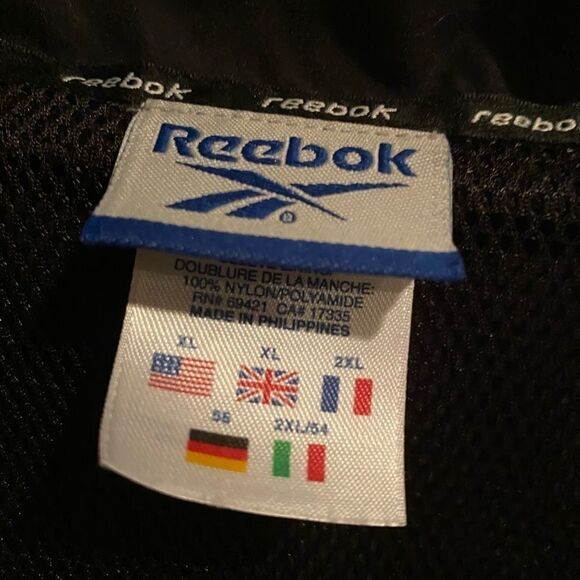 reebok reebok reebok
Reebok
®
DOUBLURE DE LA MANCHE:
100% NYLON/POLYAMIDE
RN# 69421 CA# 17335
MADE IN PHILIPPINES
XL XL 2XL
56 2XL/54